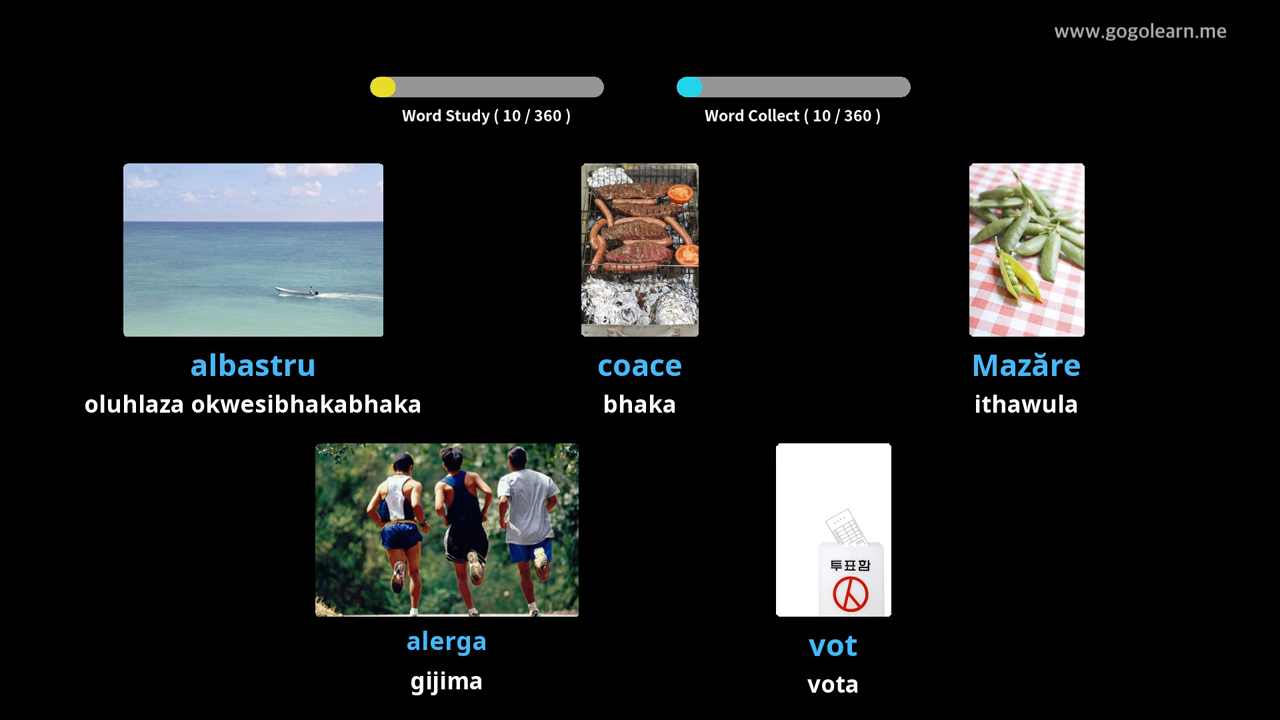 www.gogolearn.me
Word Study ( 10 / 360 )
Word Collect ( 10 / 360 )
albastru
oluhlaza okwesibhakabhaka
coace
bhaka
Mazăre
ithawula
alerga
gijima
투표함
vot
vota